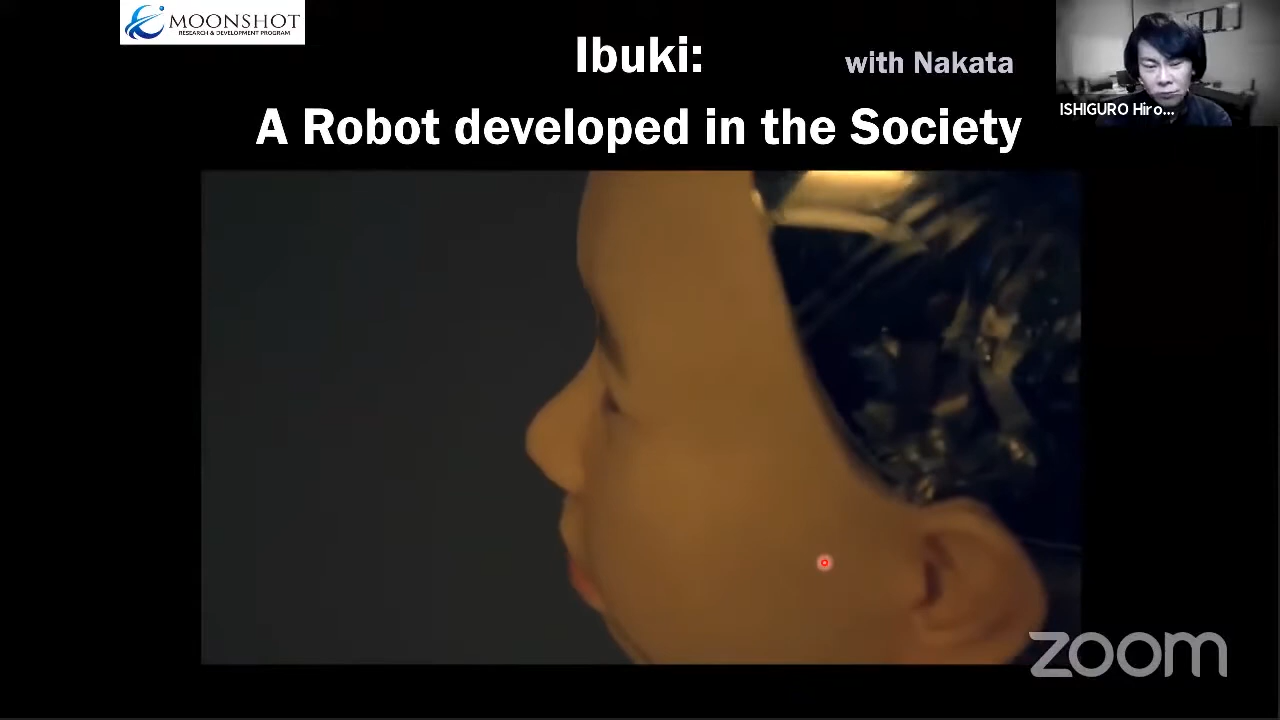 MOONSHOT
RESEARCH & DEVELOPMENT PROGRAM
Ibuki:
with Nakata
A Robot developed in the Society
ISHIGURO Hiro...
zoom